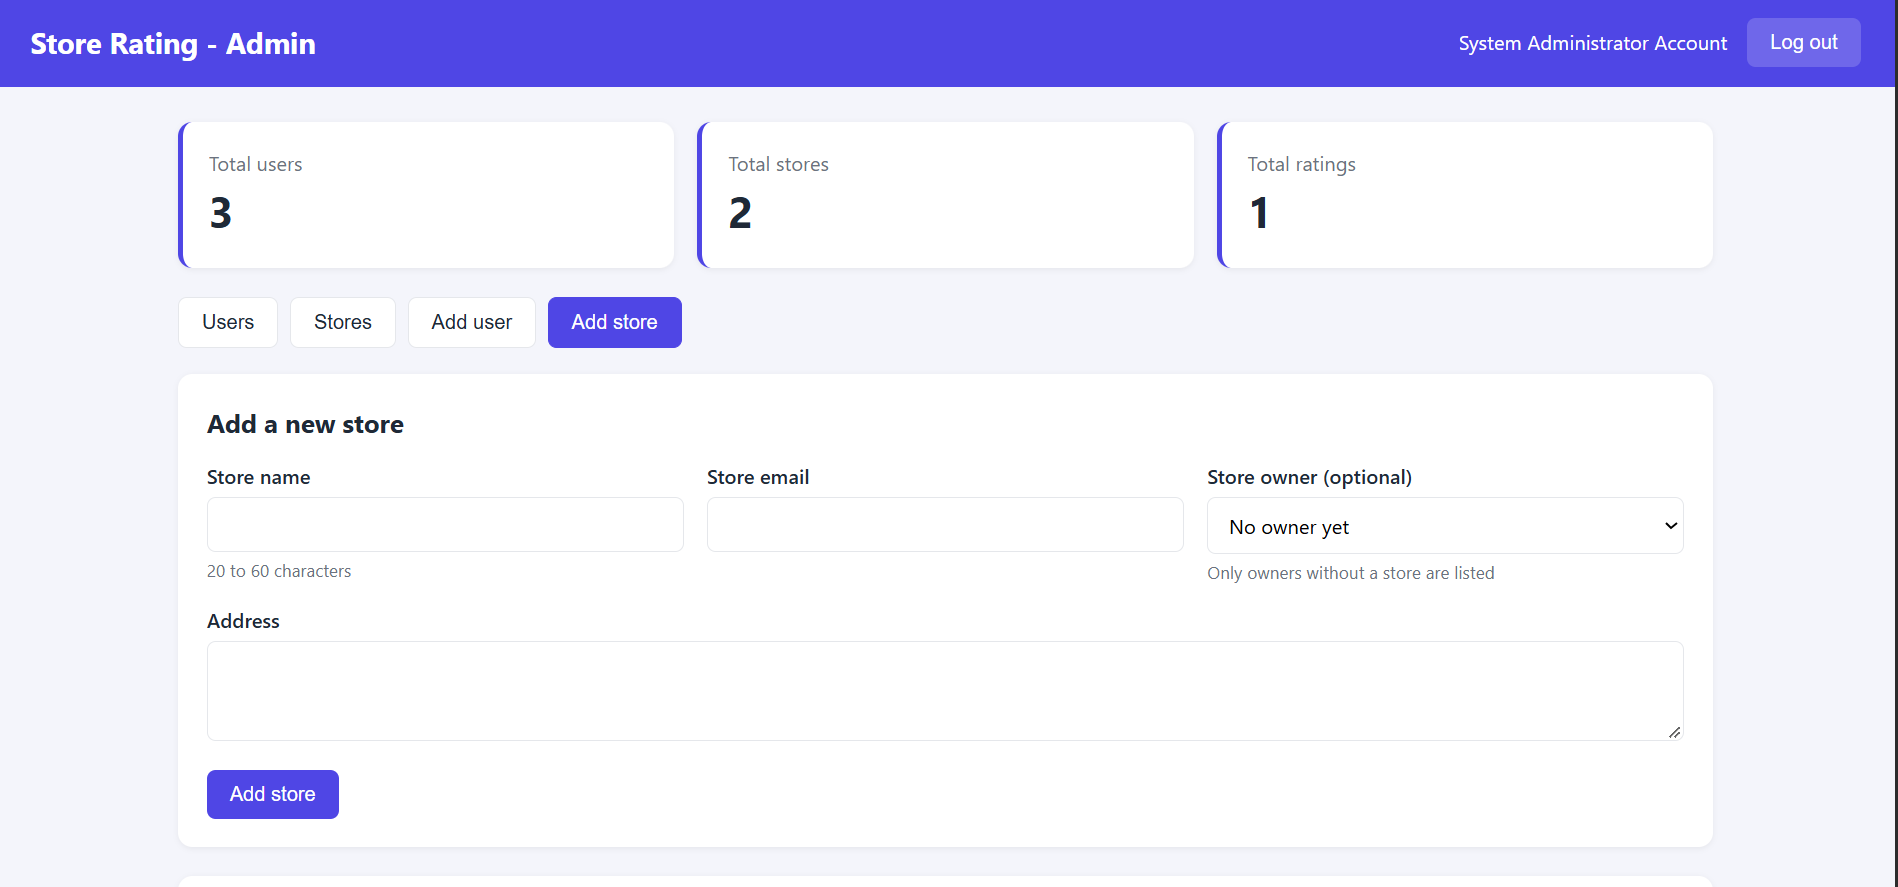 Store Rating - Admin
System Administrator Account
Log out
Total users
3
Total stores
2
Total ratings
1
Users
Stores
Add user
Add store
Add a new store
Store name
20 to 60 characters
Store email
Store owner (optional)
No owner yet
Only owners without a store are listed
Address
Add store